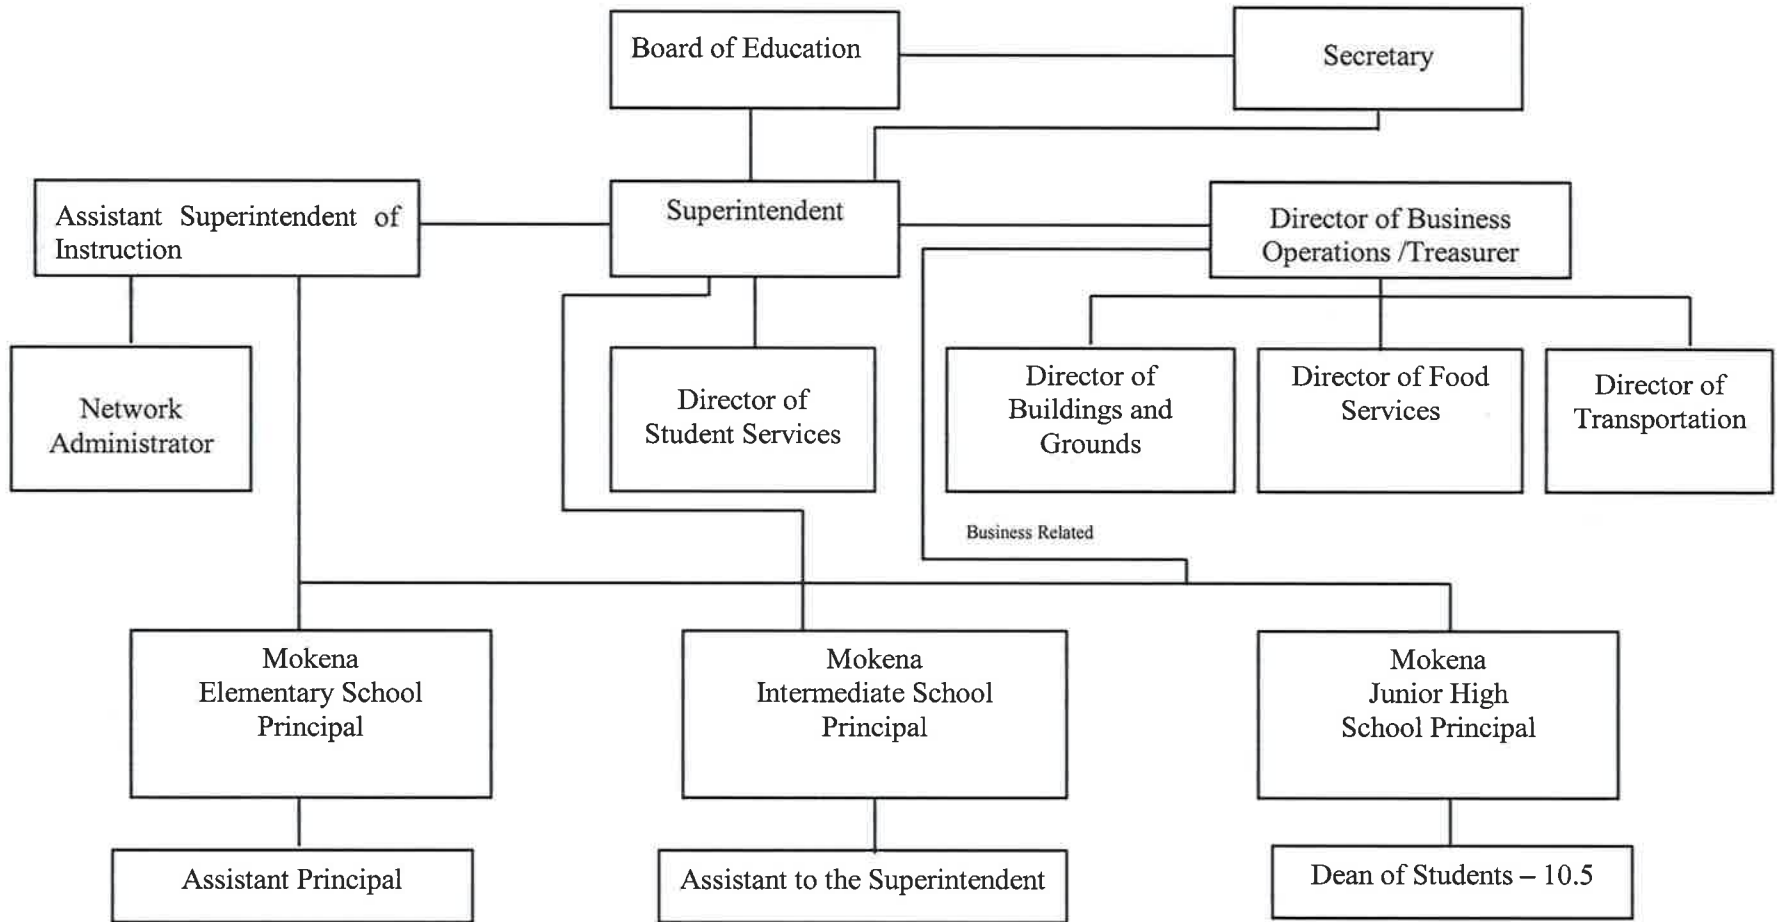 Board of Education
Secretary
Assistant Superintendent of
Instruction
Superintendent
Director of Business
Operations /Treasurer
Network
Administrator
Director of
Student Services
Director of
Buildings and
Grounds
Director of Food
Services
Director of
Transportation
Business Related
Mokena
Elementary School
Principal
Mokena
Intermediate School
Principal
Mokena
Junior High
School Principal
Assistant Principal
Assistant to the Superintendent
Dean of Students – 10.5